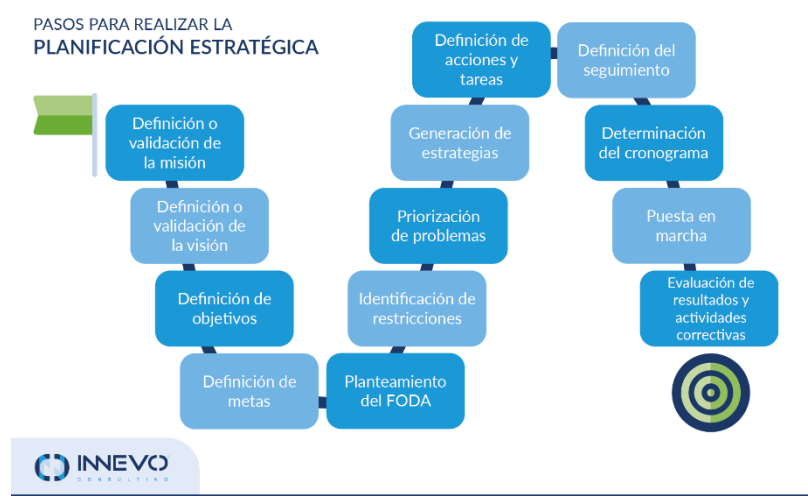 PASOS PARA REALIZAR LA
PLANIFICACIÓN ESTRATÉGICA
Definición o
validación de
la misión
Definición o
validación de
la visión
Definición de
objetivos
Definición de
metas
Planteamiento
del FODA
Identificación de
restricciones
Priorización
de problemas
Generación de
estrategias
Definición de
acciones y
tareas
Definición del
seguimiento
Determinación
del cronograma
Puesta en
marcha
Evaluación de
resultados y
actividades
correctivas
INNEVO
CONSULTING